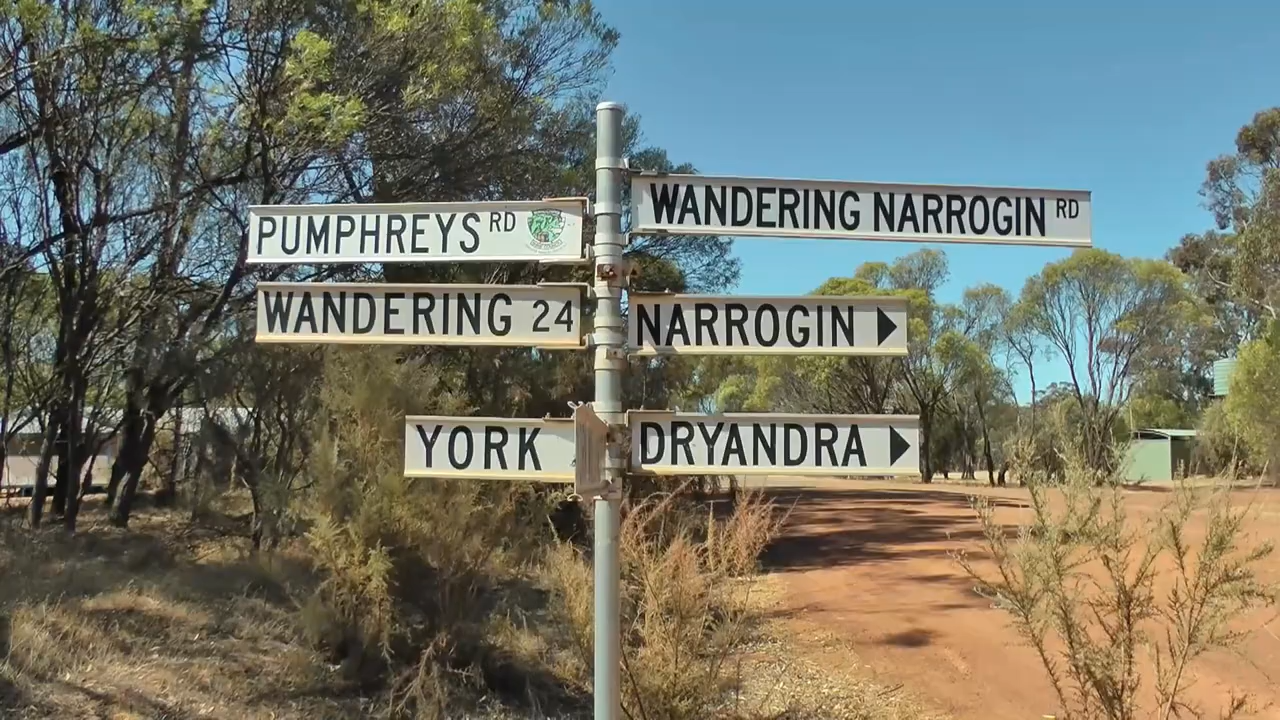 PUMPHREYS RD
WANDERING NARROGIN RD
WANDERING 24
NARROGIN
YORK
DRYANDRA